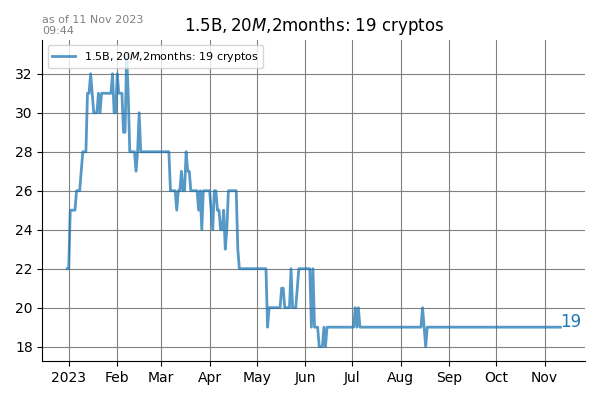 as of 11 Nov 2023
09:44
1.5B, 20M,2months: 19 cryptos
1.5B, 20M,2months: 19 cryptos
32
30
28
26
24
22
20
18
19
2023 Feb Mar Apr May Jun Jul Aug Sep Oct Nov